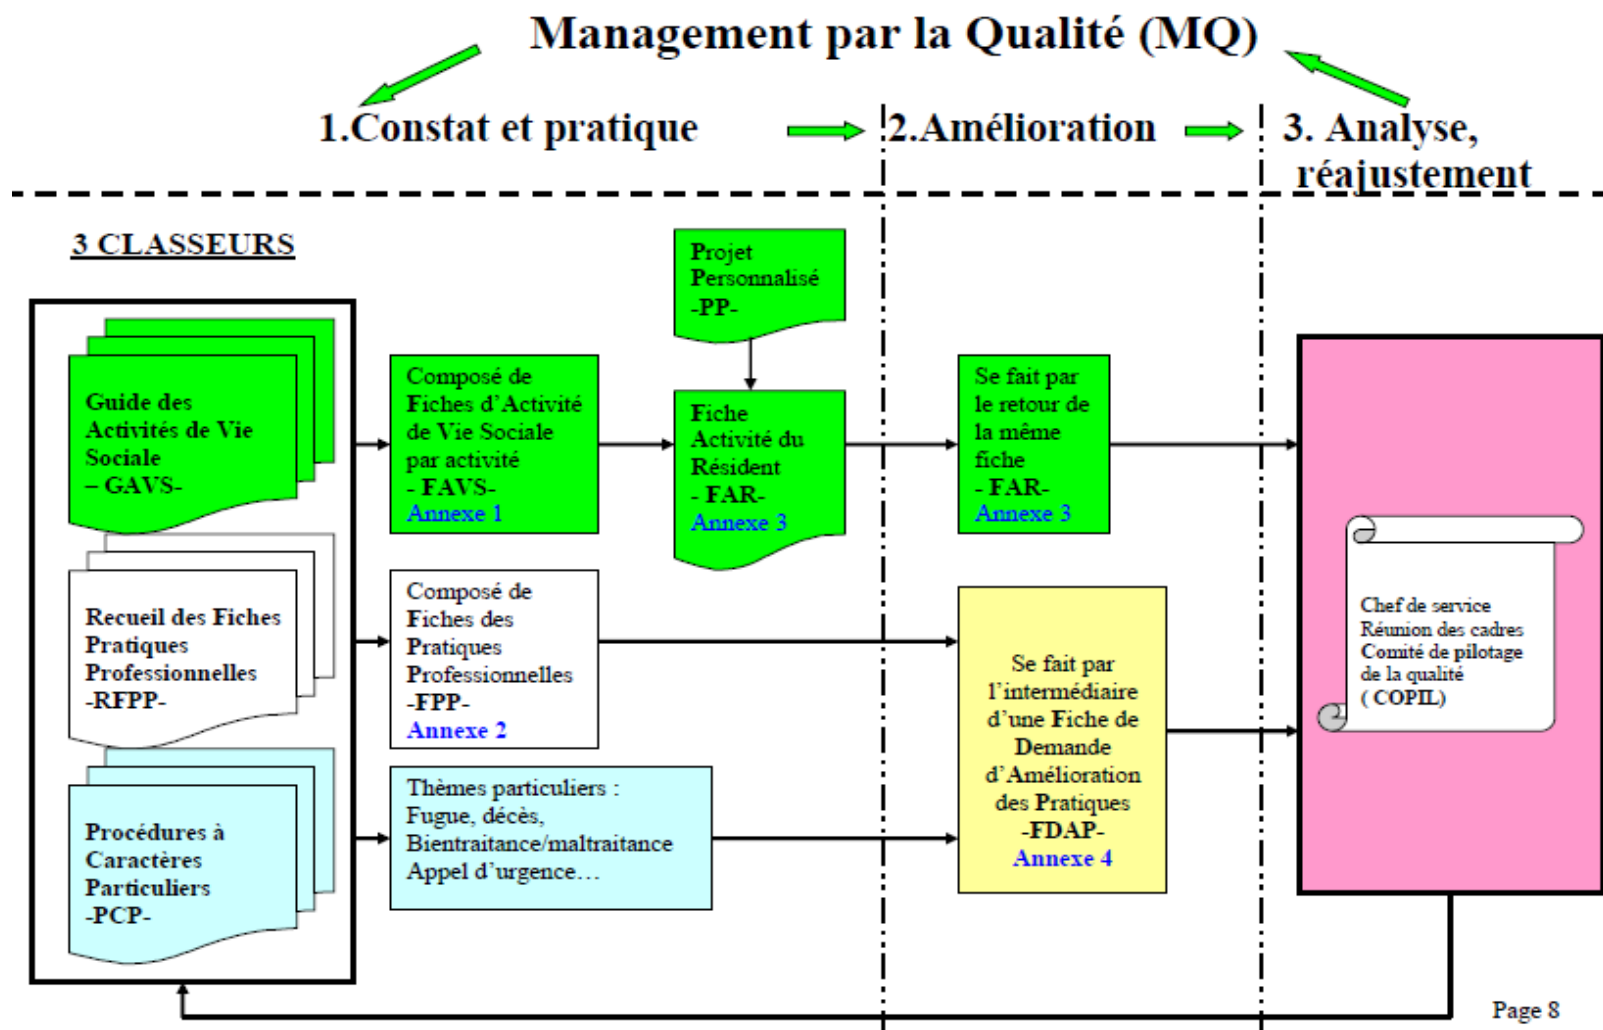 Management par la Qualité (MQ)
1.Constat et pratique
2.Amélioration
3. Analyse,
réajustement
3 CLASSEURS
Guide des
Activités de Vie
Sociale
– GAVS-
Composé de
Fiches d’Activité
de Vie Sociale
par activité
- FAVS-
Annexe 1
Projet
Personnalisé
-PP-
Fiche
Activité du
Résident
- FAR-
Annexe 3
Se fait par
le retour de
la même
fiche
- FAR-
Annexe 3
Recueil des Fiches
Pratiques
Professionnelles
-RFPP-
Composé de
Fiches des
Pratiques
Professionnelles
-FPP-
Annexe 2
Procédures à
Caractères
Particuliers
-PCP-
Thèmes particuliers :
Fugue, décès,
Bientraitance/maltraitance
Appel d’urgence…
Se fait par
l’intermédiaire
d’une Fiche de
Demande
d’Amélioration
des Pratiques
-FDAP-
Annexe 4
Chef de service
Réunion des cadres
Comité de pilotage
de la qualité
( COPIL)
Page 8